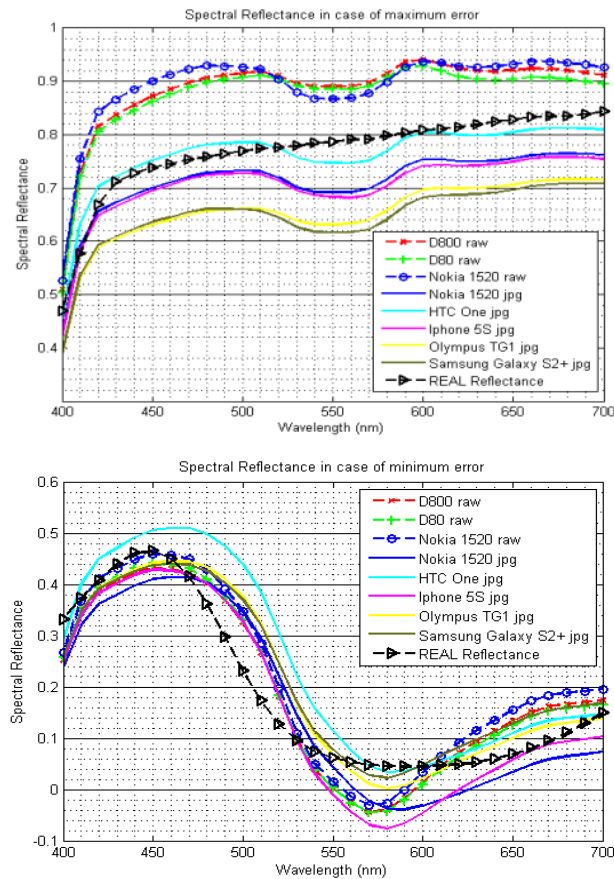 Spectral Reflectance in case of maximum error
1
0.9
0.8
0.7
0.6
0.5
0.4
Spectral Reflectance
D800 raw
D80 raw
Nokia 1520 raw
Nokia 1520 jpg
HTC One jpg
Iphone 5S jpg
Olympus TG1 jpg
Samsung Galaxy S2+ jpg
REAL Reflectance
400 450 500 550 600 650 700
Wavelength (nm)
Spectral Reflectance in case of minimum error
0.6
0.5
0.4
0.3
0.2
0.1
0
-0.1
Spectral Reflectance
D800 raw
D80 raw
Nokia 1520 raw
Nokia 1520 jpg
HTC One jpg
Iphone 5S jpg
Olympus TG1 jpg
Samsung Galaxy S2+ jpg
REAL Reflectance
400 450 500 550 600 650 700
Wavelength (nm)